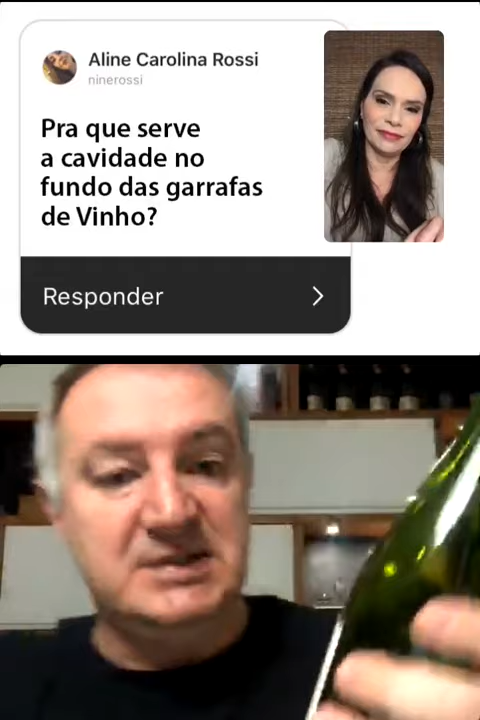 Aline Carolina Rossi
ninerossi
Pra que serve
a cavidade no
fundo das garrafas
de Vinho?
Responder